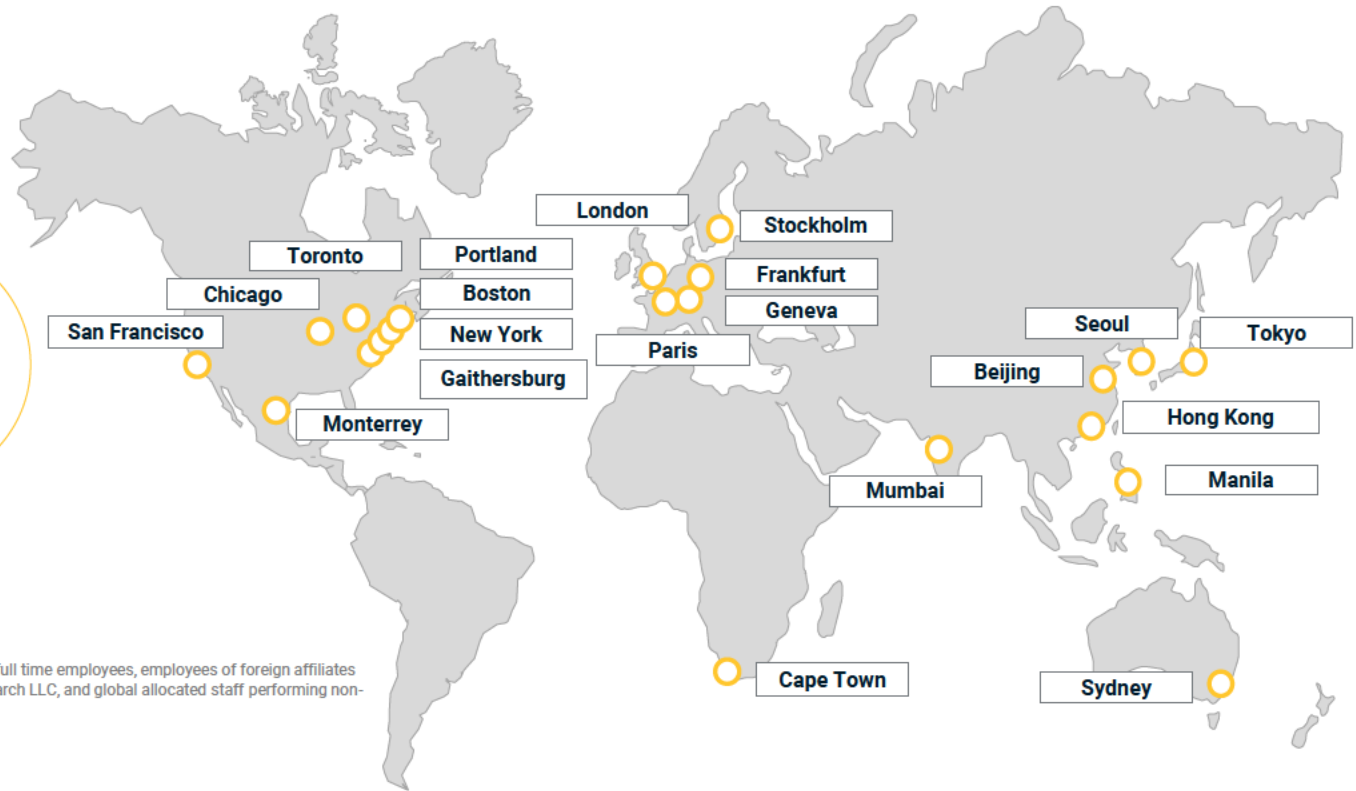 London
Stockholm
Toronto
Portland
Frankfurt
Chicago
Boston
Geneva
San Francisco
New York
Seoul
Tokyo
Paris
Beijing
Gaithersburg
Monterrey
Hong Kong
Mumbai
Manila
full time employees, employees of foreign affiliates
arch LLC, and global allocated staff performing non-
Cape Town
Sydney